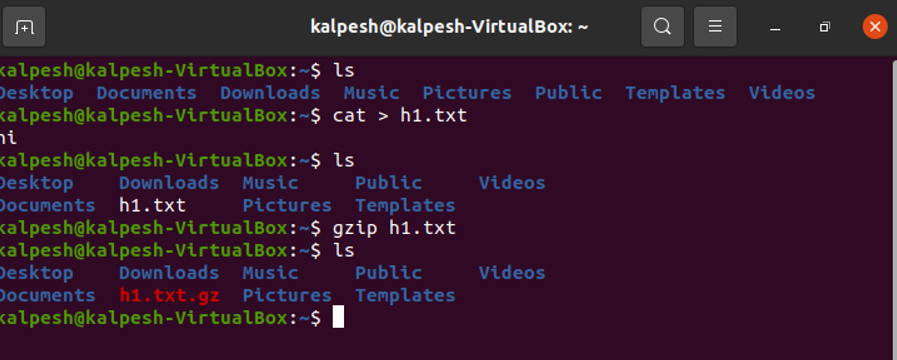 kalpesh@kalpesh-VirtualBox: ~
kalpesh@kalpesh-VirtualBox:~$ ls
Desktop  Documents  Downloads  Music  Pictures  Public  Templates  Videos
kalpesh@kalpesh-VirtualBox:~$ cat > h1.txt
hi
kalpesh@kalpesh-VirtualBox:~$ ls
Desktop    Downloads  Music     Public     Videos
Documents  h1.txt     Pictures  Templates
kalpesh@kalpesh-VirtualBox:~$ gzip h1.txt
kalpesh@kalpesh-VirtualBox:~$ ls
Desktop    Downloads  Music     Public     Videos
Documents  h1.txt.gz  Pictures  Templates
kalpesh@kalpesh-VirtualBox:~$